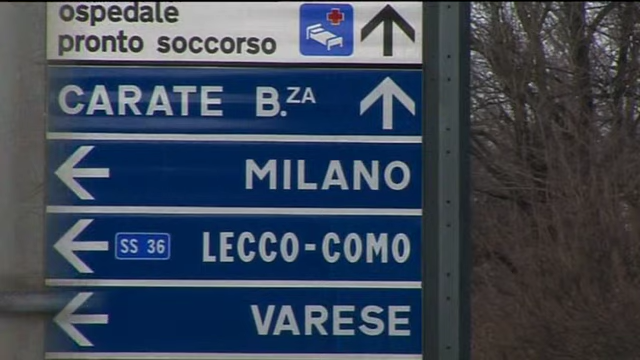 ospedale
pronto soccorso
CARATE B.ZA
MILANO
SS 36 LECCO-COMO
VARESE